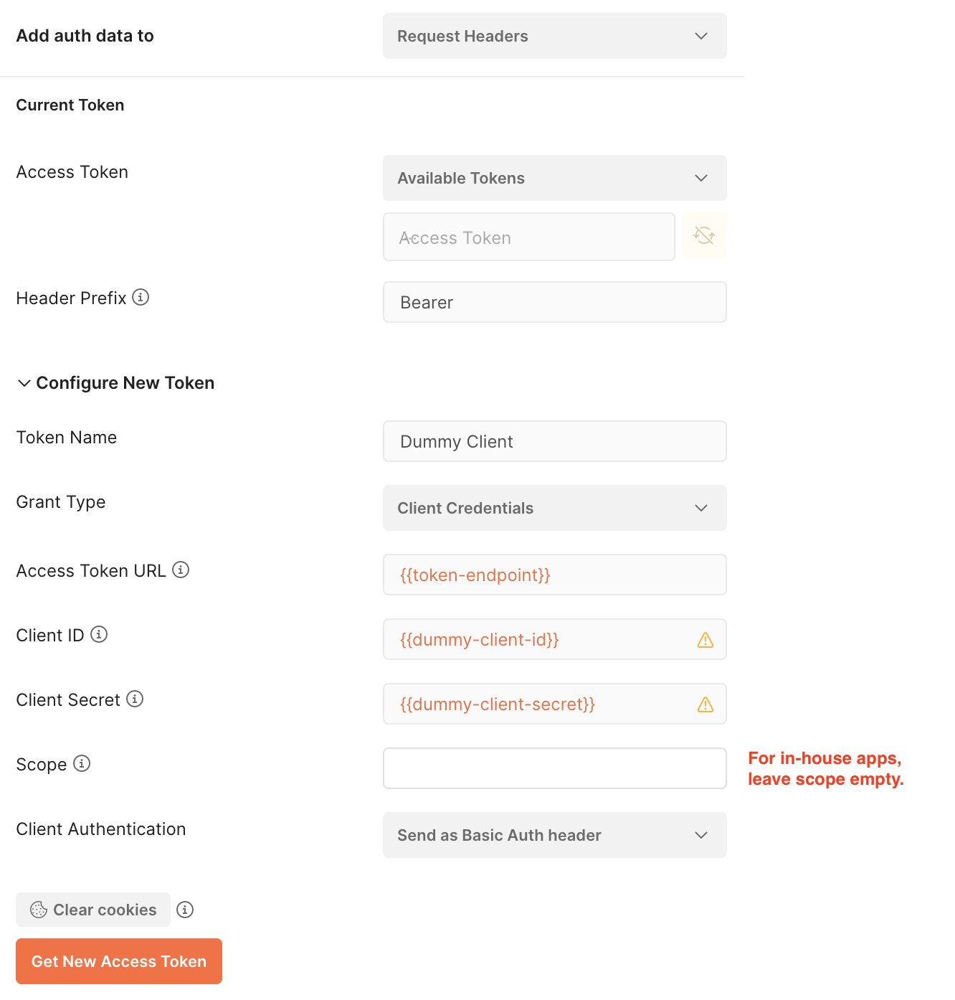 Add auth data to
Request Headers
Current Token
Access Token
Available Tokens
Access Token
Header Prefix
Bearer
Configure New Token
Token Name
Dummy Client
Grant Type
Client Credentials
Access Token URL
{{token-endpoint}}
Client ID
{{dummy-client-id}}
Client Secret
{{dummy-client-secret}}
Scope
For in-house apps,
leave scope empty.
Client Authentication
Send as Basic Auth header
Clear cookies
Get New Access Token